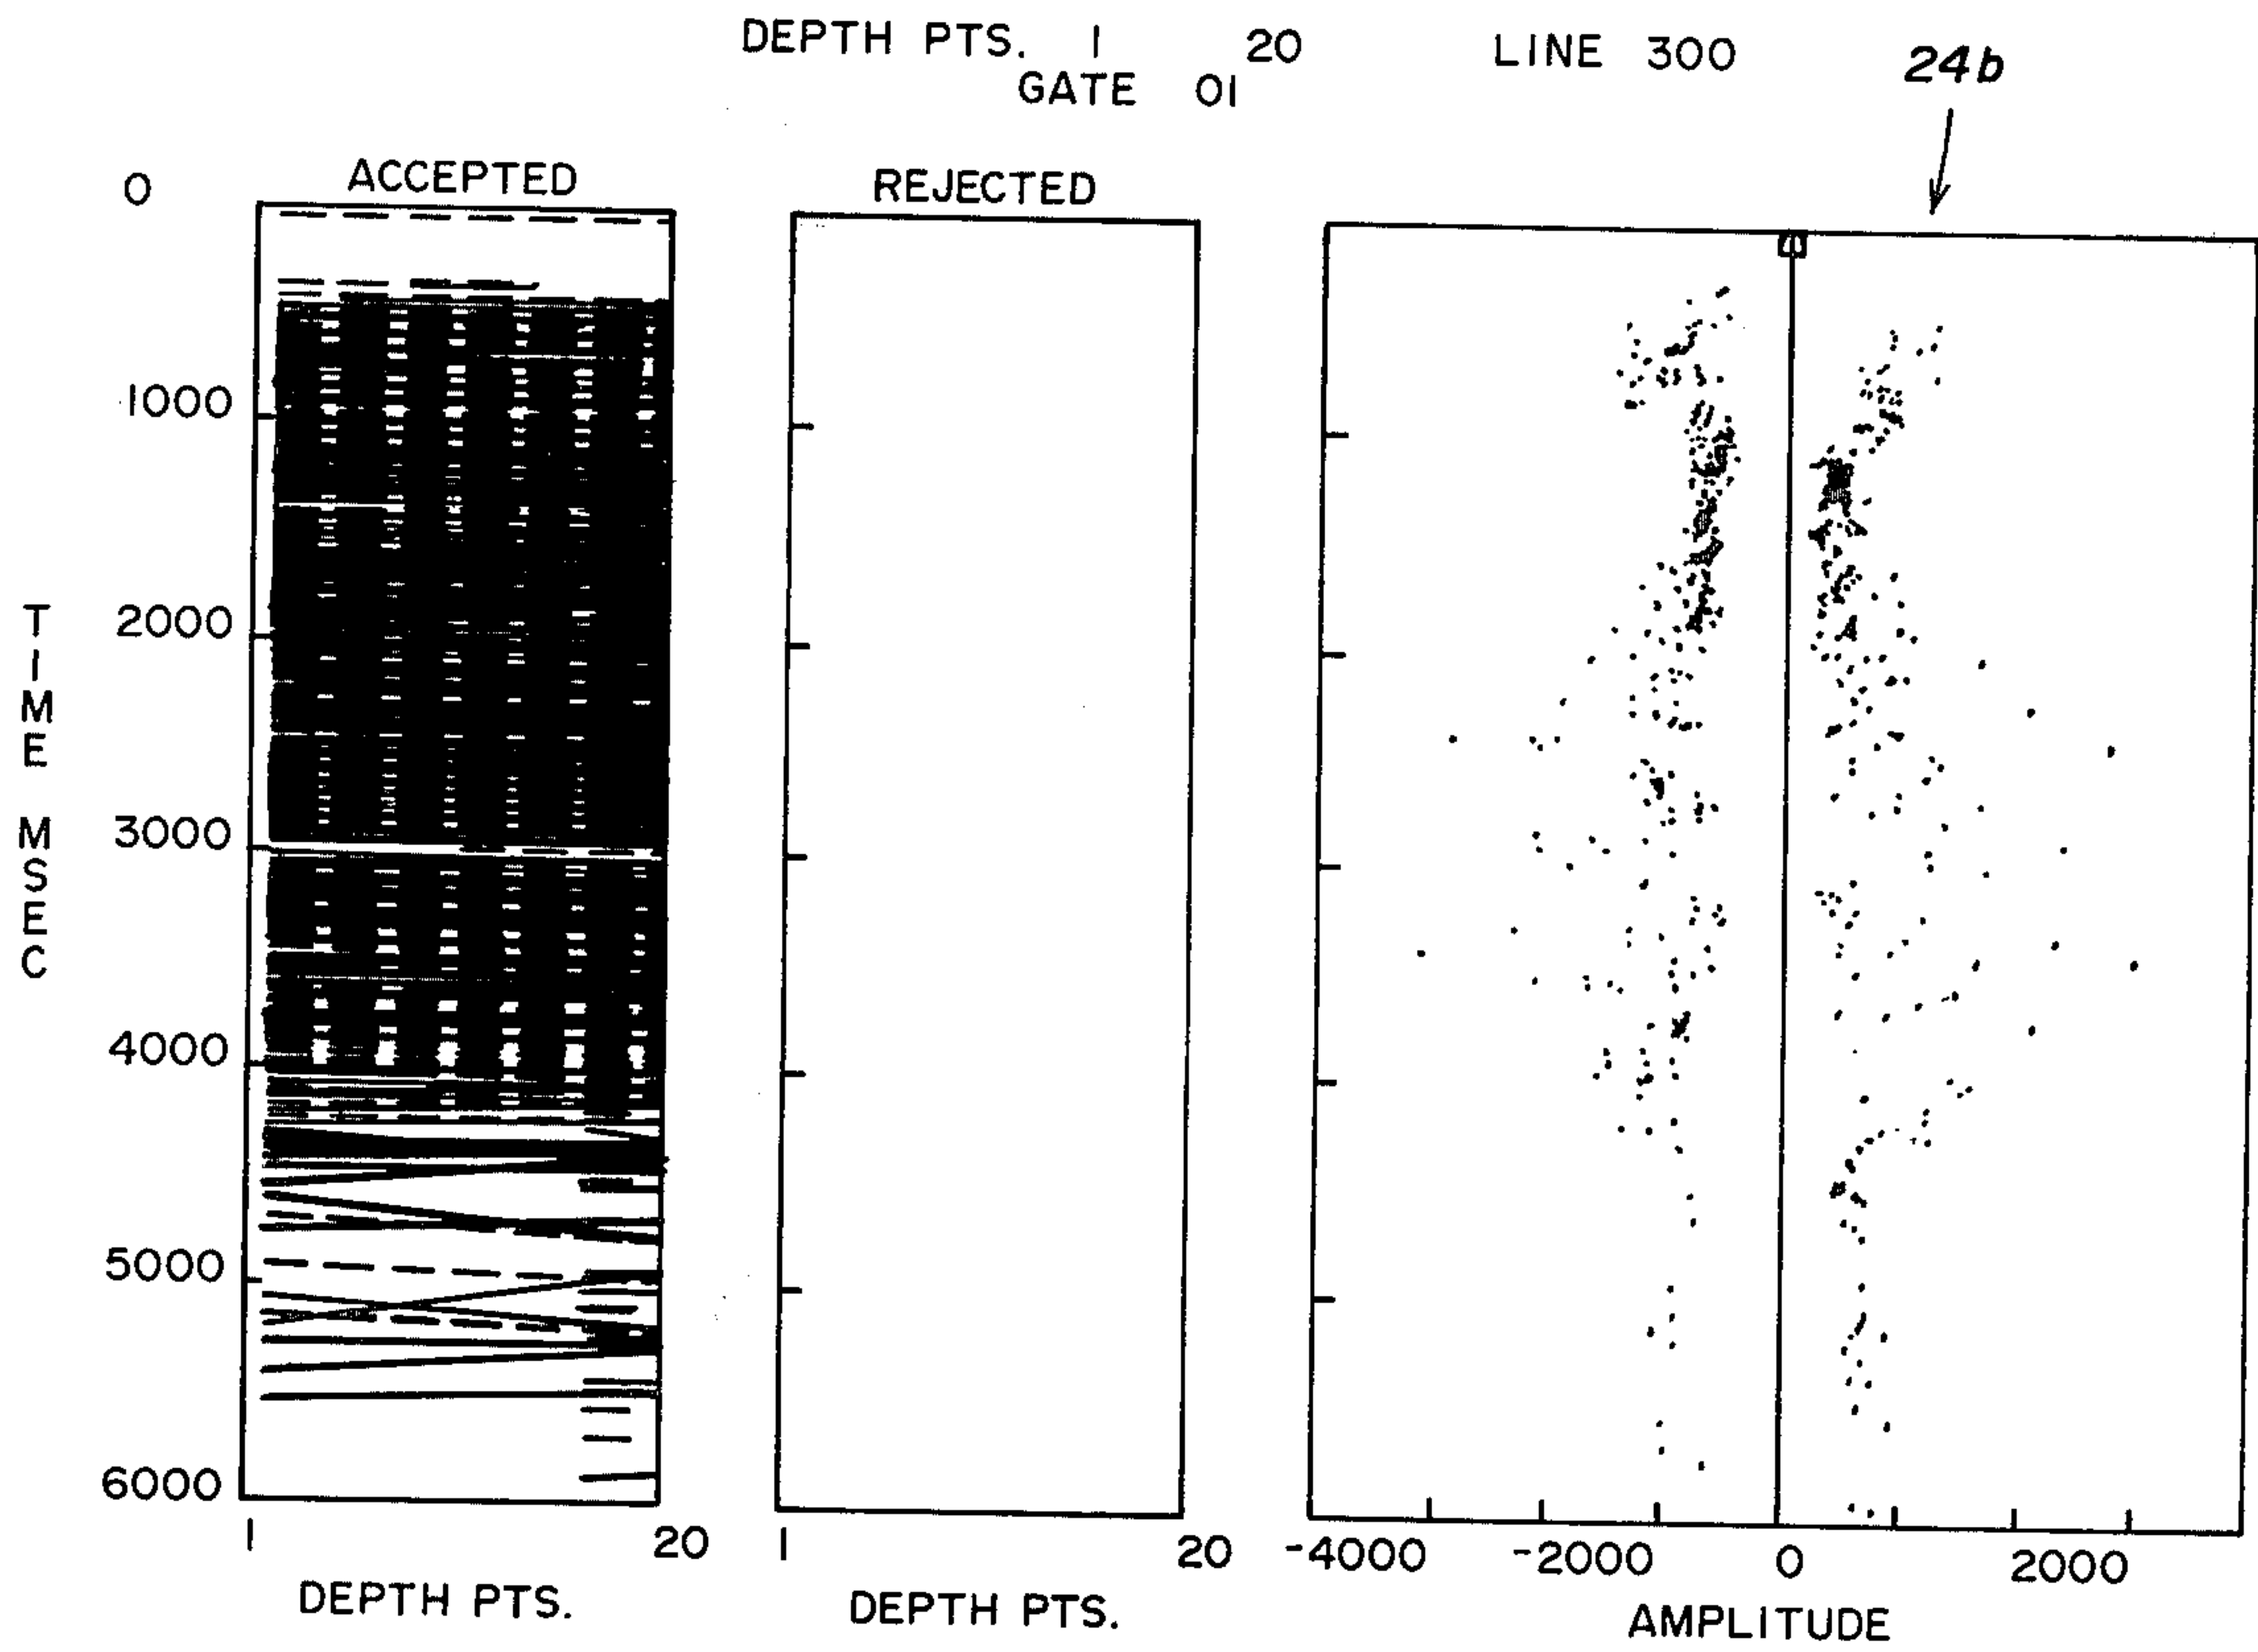 DEPTH PTS. 1 20 LINE 300
GATE 01
24b
ACCEPTED
REJECTED
0
1000
2000
3000
4000
5000
6000
TIME MSEC
1 20
1 20
-4000 -2000 0 2000
DEPTH PTS.
DEPTH PTS.
AMPLITUDE